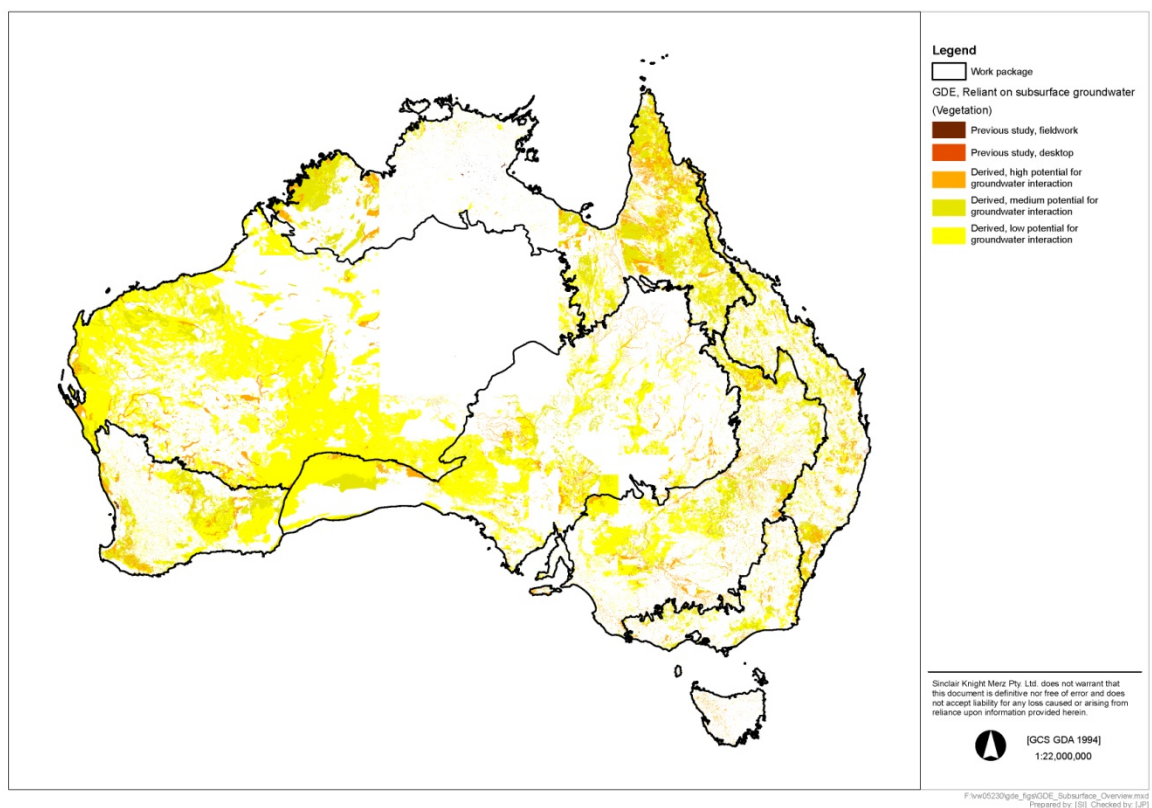 Legend
Work package
GDE, Reliant on subsurface groundwater
(Vegetation)
Previous study, fieldwork
Previous study, desktop
Derived, high potential for
groundwater interaction
Derived, medium potential for
groundwater interaction
Derived, low potential for
groundwater interaction
Sinclair Knight Merz Pty. Ltd. does not warrant that
this document is definitive nor free of error and does
not accept liability for any loss caused or arising from
reliance upon information provided herein.
[GCS GDA 1994]
1:22,000,000
F:\vw05230\gde_figs\GDE_Subsurface_Overview.mxd
Prepared by: [SI] Checked by: [JP]